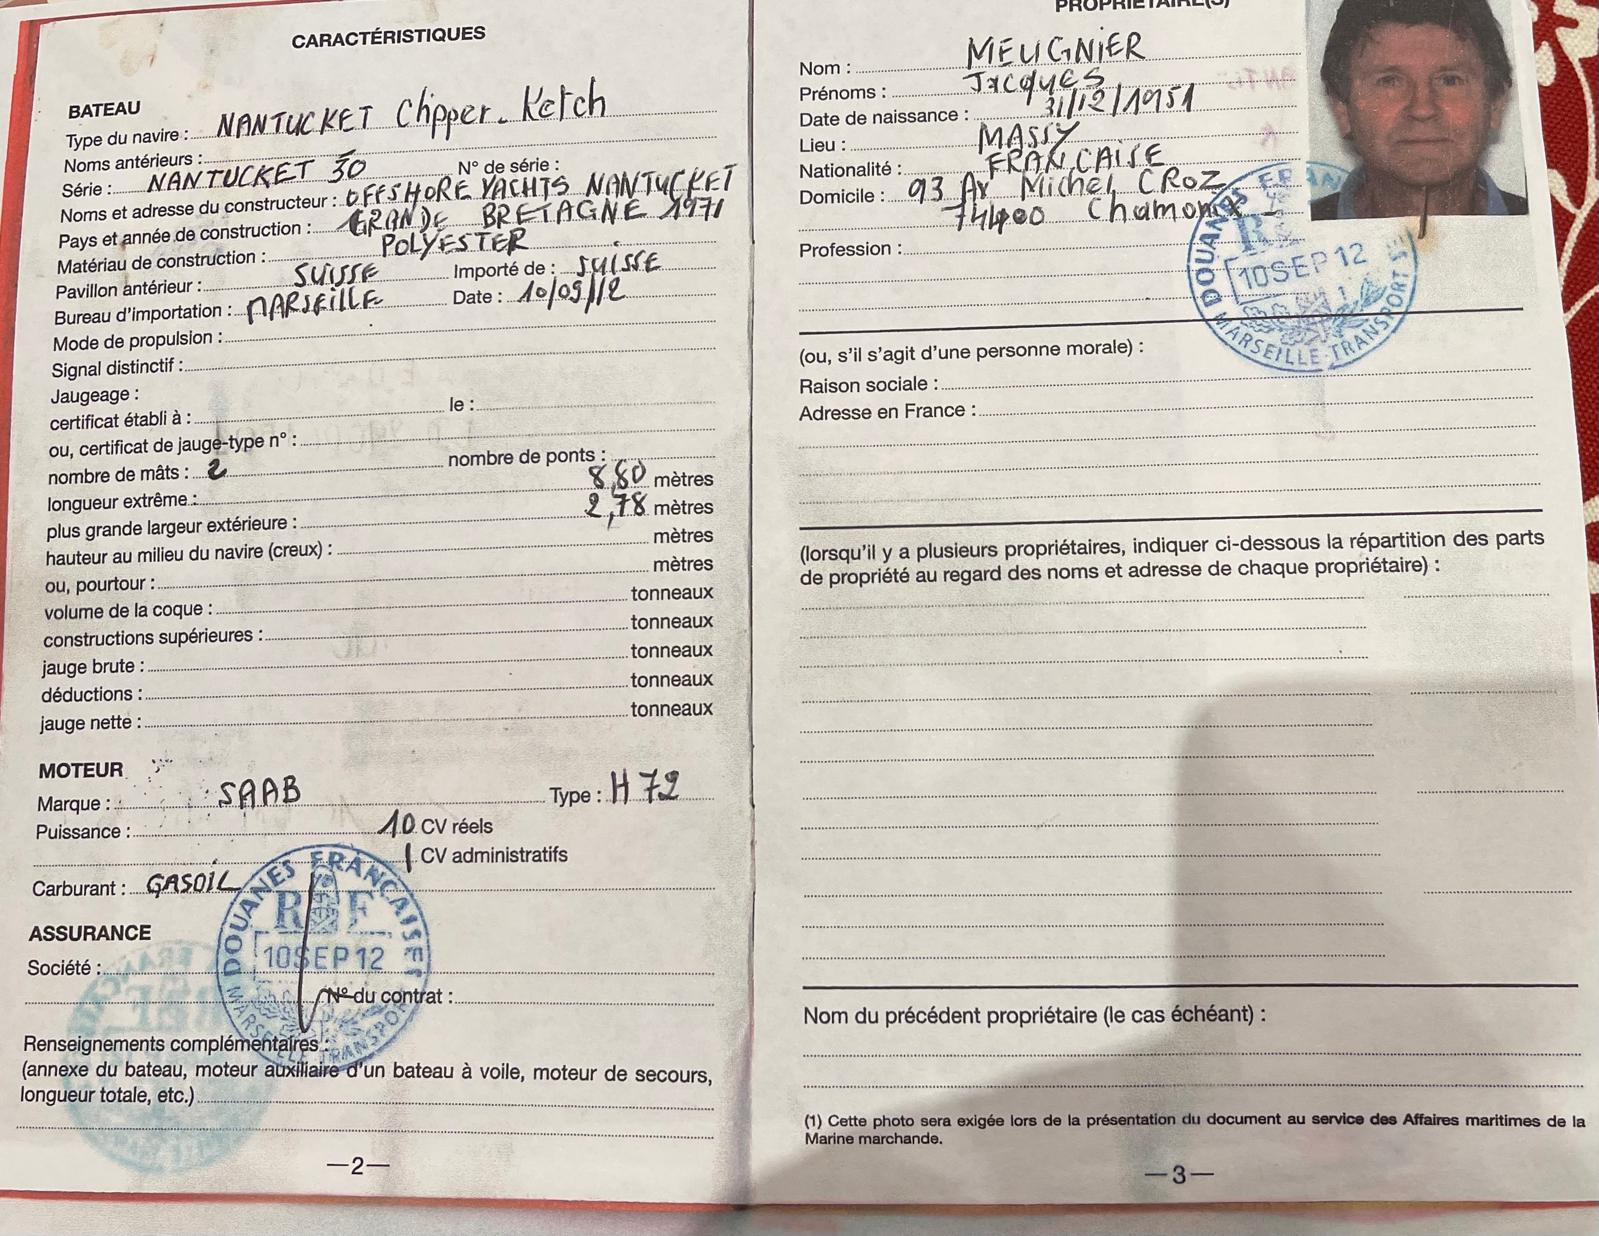 CARACTÉRISTIQUES
BATEAU
Type du navire : NANTUCKET Clipper. Ketch
Noms antérieurs :
Série : NANTUCKET 30 N° de série :
Noms et adresse du constructeur : OFFSHORE YACHTS NANTUCKET
Pays et année de construction : GRANDE BRETAGNE 1971
Matériau de construction : POLYESTER
Pavillon antérieur : SUISSE Importé de : SUISSE
Bureau d'importation : MARSEILLE Date : 10/09/12
Mode de propulsion :
Signal distinctif :
Jaugeage :
certificat établi à : le :
ou, certificat de jauge-type n° :
nombre de mâts : 2 nombre de ponts :
longueur extrême : 8,80 mètres
plus grande largeur extérieure : 2,78 mètres
hauteur au milieu du navire (creux) : mètres
ou, pourtour : mètres
volume de la coque : tonneaux
constructions supérieures : tonneaux
jauge brute : tonneaux
déductions : tonneaux
jauge nette : tonneaux
MOTEUR
Marque : SAAB Type : H 72
Puissance : 10 CV réels
1 CV administratifs
Carburant : GASOIL
DOUANES FRANCAISES
R F
10 SEP 12
MARSEILLE TRANSPORT
ASSURANCE
Société :
N° du contrat :
Renseignements complémentaires :
(annexe du bateau, moteur auxiliaire d'un bateau à voile, moteur de secours,
longueur totale, etc.)
—2—
PROPRIÉTAIRE(S)
Nom : MEUGNIER
Prénoms : Jacques
Date de naissance : 31/12/1951
Lieu : MASSY
Nationalité : FRANCAISE
Domicile : 93 Av Michel CROZ
74400 Chamonix
Profession :
DOUANES FRAN
R
10 SEP 12
MARSEILLE-TRANSPORT
(ou, s'il s'agit d'une personne morale) :
Raison sociale :
Adresse en France :
(lorsqu'il y a plusieurs propriétaires, indiquer ci-dessous la répartition des parts
de propriété au regard des noms et adresse de chaque propriétaire) :
Nom du précédent propriétaire (le cas échéant) :
(1) Cette photo sera exigée lors de la présentation du document au service des Affaires maritimes de la
Marine marchande.
—3—